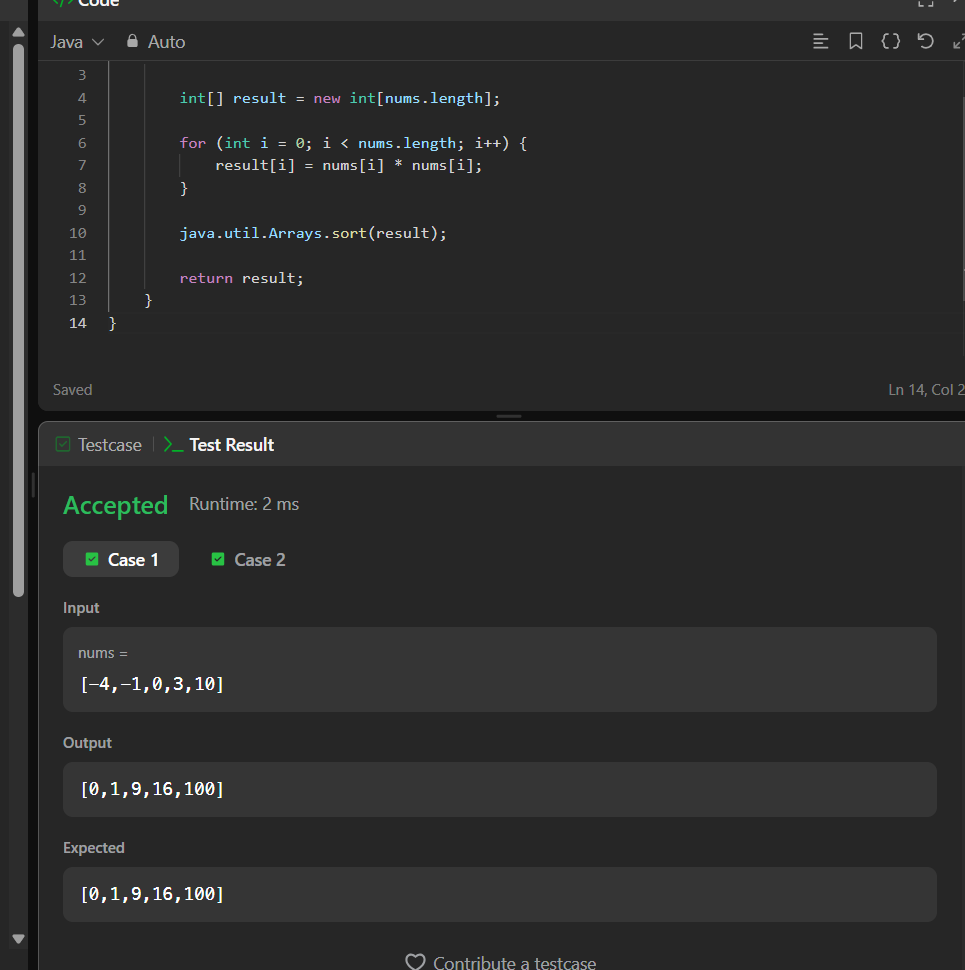 </> Code
Java Auto
3
4 int[] result = new int[nums.length];
5
6 for (int i = 0; i < nums.length; i++) {
7 result[i] = nums[i] * nums[i];
8 }
9
10 java.util.Arrays.sort(result);
11
12 return result;
13 }
14 }
Saved Ln 14, Col 2
Testcase >_ Test Result
Accepted Runtime: 2 ms
Case 1 Case 2
Input
nums =
[-4,-1,0,3,10]
Output
[0,1,9,16,100]
Expected
[0,1,9,16,100]
Contribute a testcase